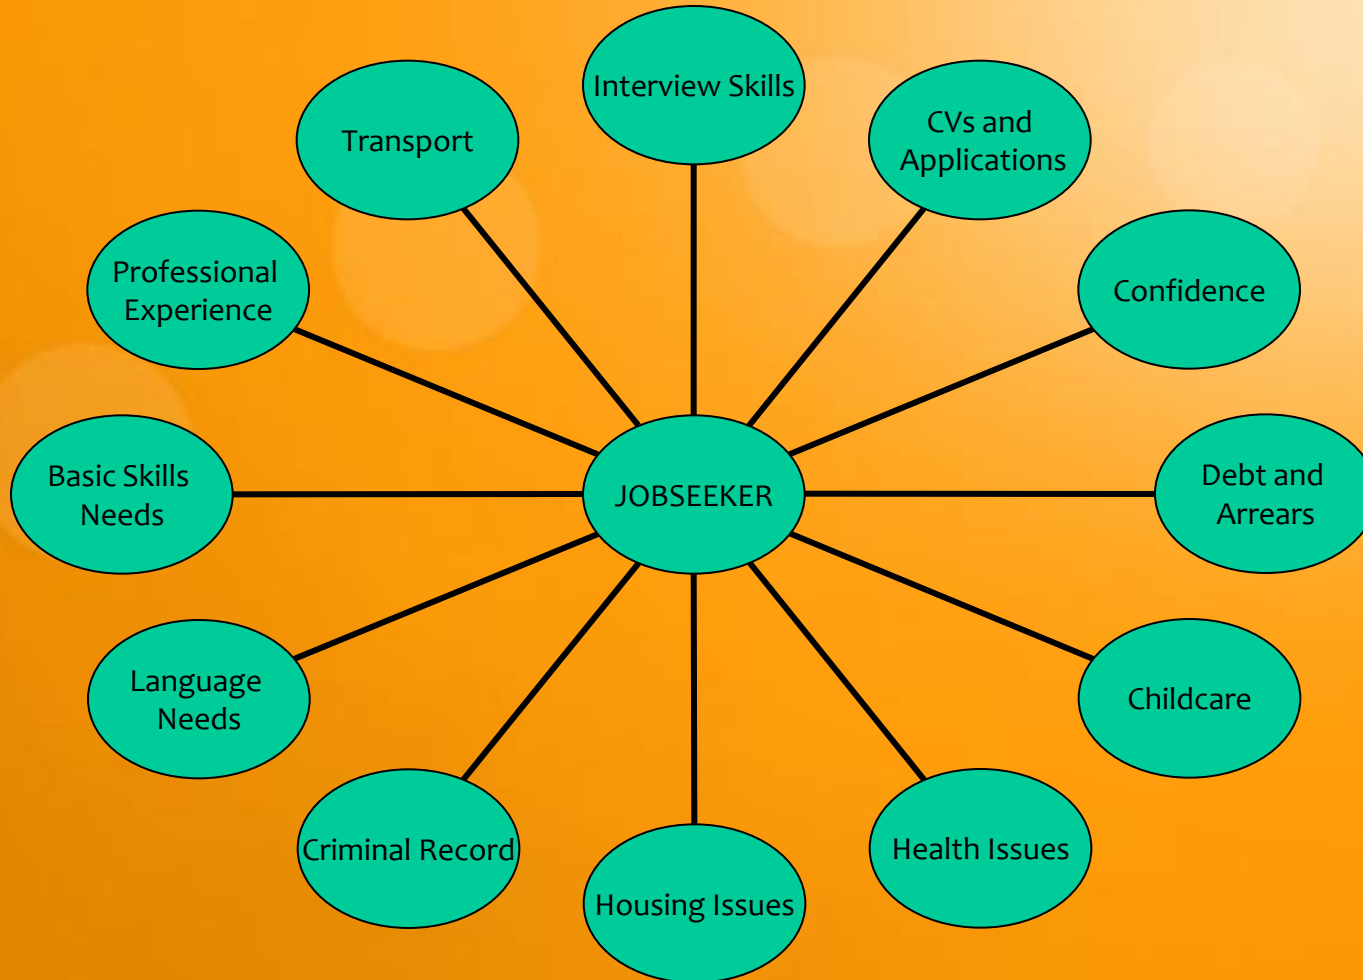 Interview Skills
CVs and
Applications
Transport
Professional
Experience
Confidence
Basic Skills
Needs
JOBSEEKER
Debt and
Arrears
Language
Needs
Childcare
Criminal Record
Health Issues
Housing Issues